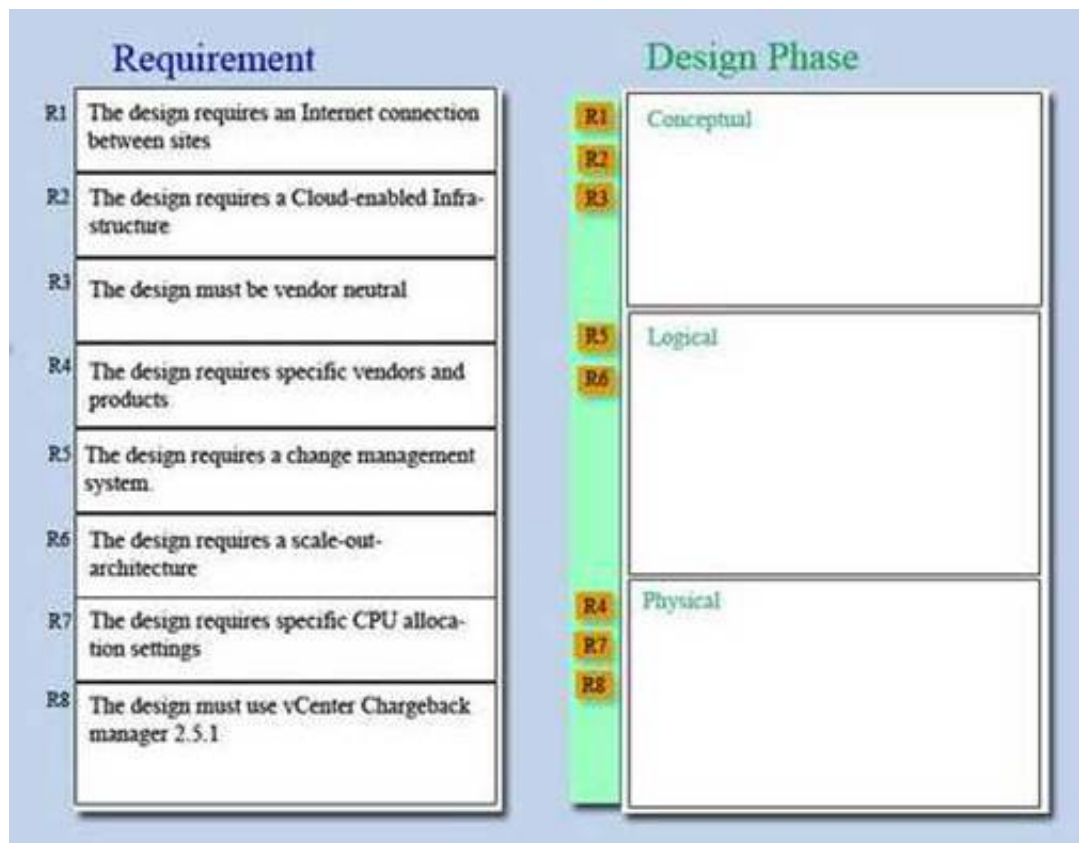 Requirement
R1
The design requires an Internet connection
between sites
R2
The design requires a Cloud-enabled Infra-
structure
R3
The design must be vendor neutral
R4
The design requires specific vendors and
products
R5
The design requires a change management
system.
R6
The design requires a scale-out-
architecture
R7
The design requires specific CPU alloca-
tion settings
R8
The design must use vCenter Chargeback
manager 2.5.1
Design Phase
R1
R2
R3
Conceptual
R5
R6
Logical
R4
R7
R8
Physical